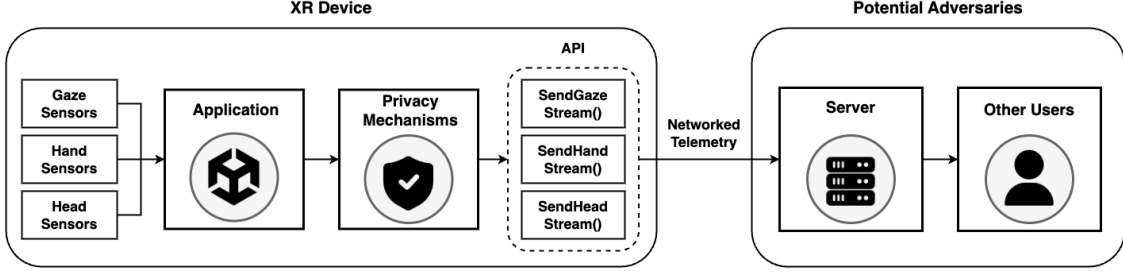 XR Device
Potential Adversaries
API
Gaze
Sensors
Hand
Sensors
Head
Sensors
Application
Privacy
Mechanisms
SendGaze
Stream()
SendHand
Stream()
SendHead
Stream()
Networked
Telemetry
Server
Other Users